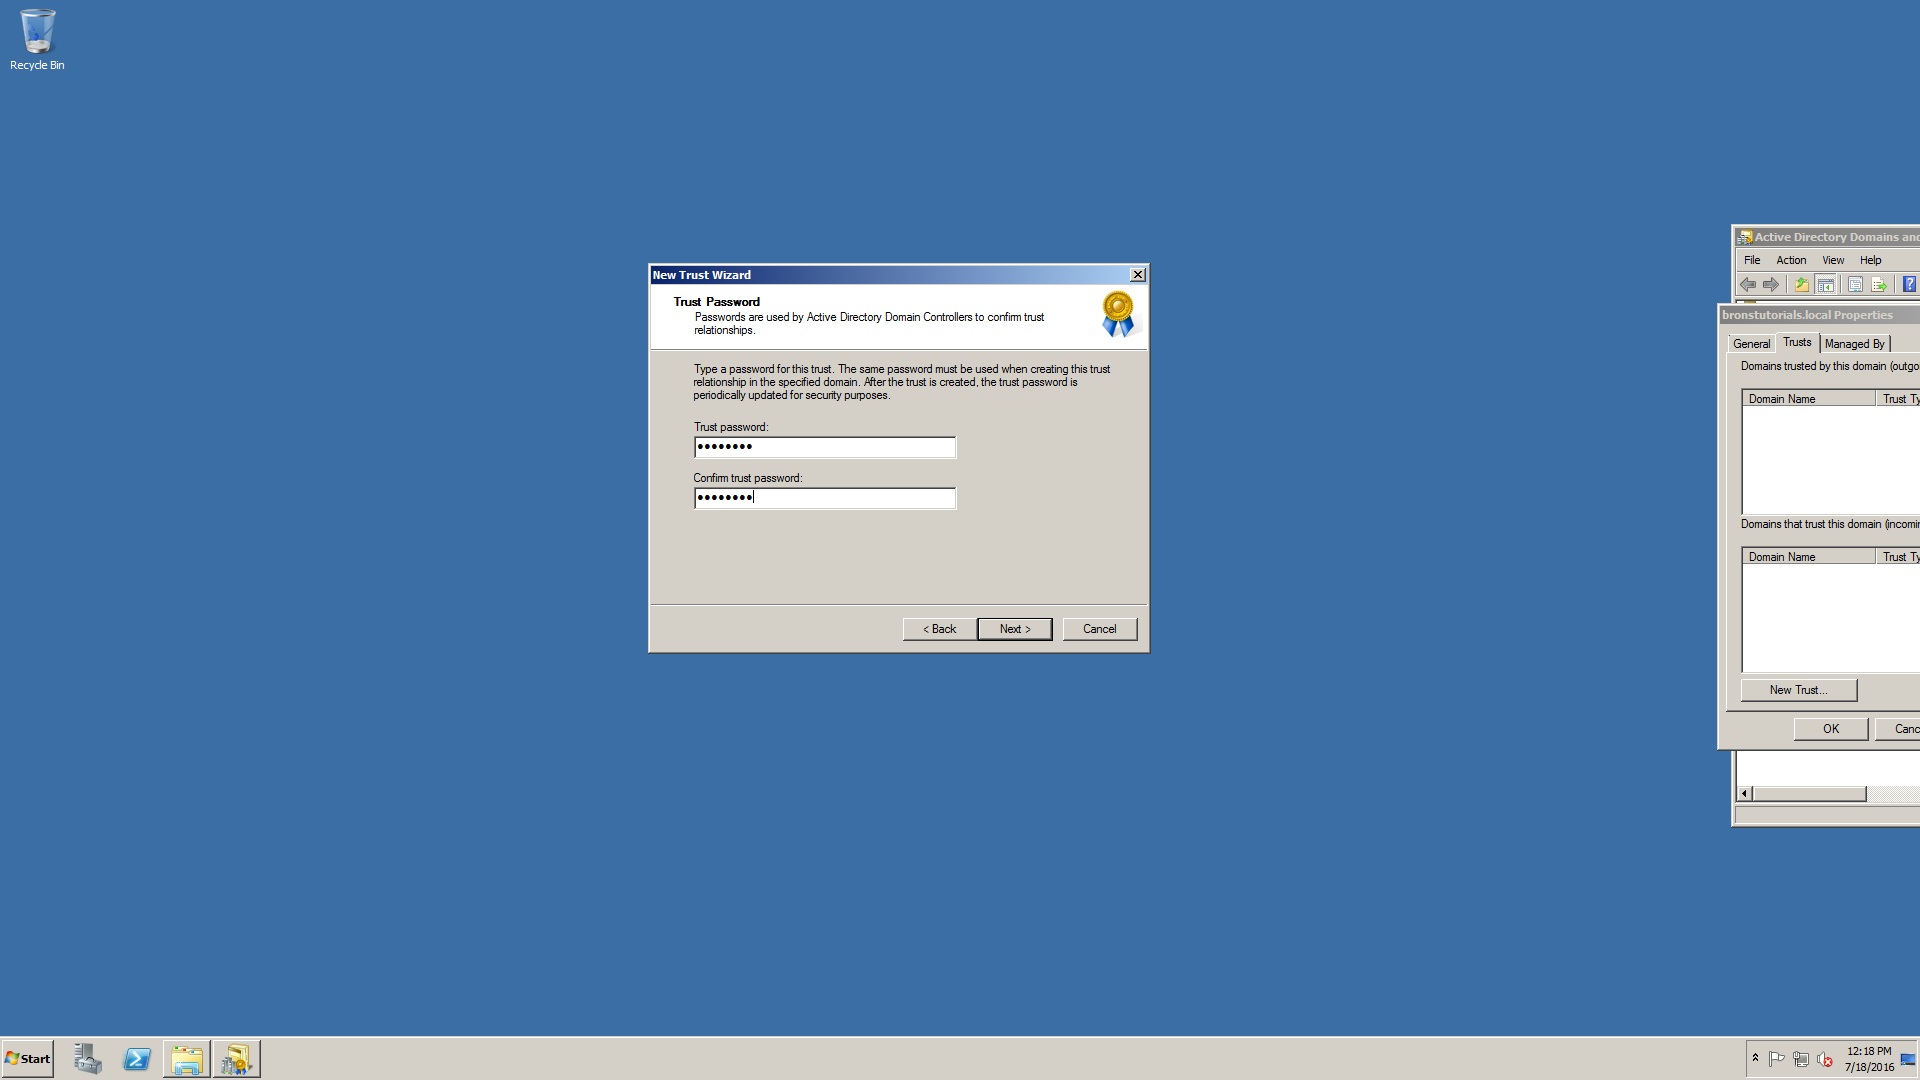 Recycle Bin
New Trust Wizard
Trust Password
Passwords are used by Active Directory Domain Controllers to confirm trust
relationships.
Type a password for this trust. The same password must be used when creating this trust
relationship in the specified domain. After the trust is created, the trust password is
periodically updated for security purposes.
Trust password:
••••••••
Confirm trust password:
••••••••
< Back
Next >
Cancel
Active Directory Domains and
File Action View Help
bronstutorials.local Properties
General Trusts Managed By
Domains trusted by this domain (outgo
Domain Name Trust Ty
Domains that trust this domain (incomin
Domain Name Trust Ty
New Trust...
OK Canc
Start
12:18 PM
7/18/2016